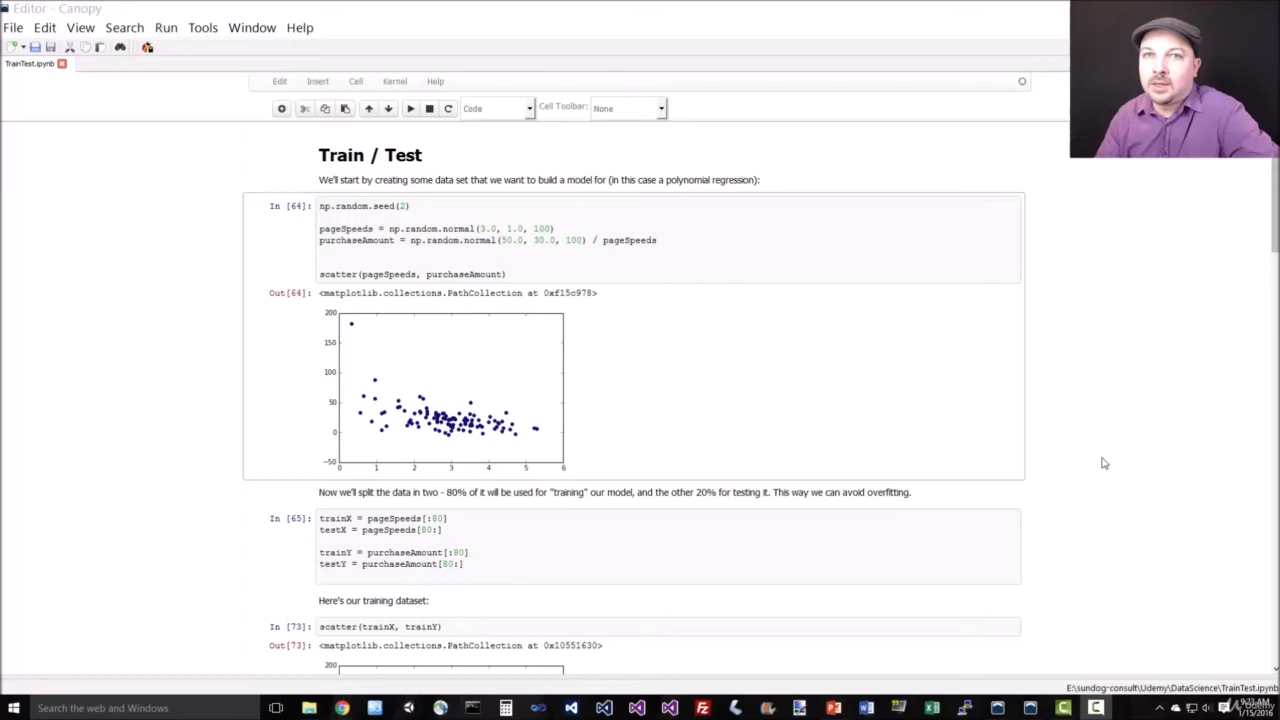 Editor - Canopy
File Edit View Search Run Tools Window Help
TrainTest.ipynb
Edit Insert Cell Kernel Help
Code Cell Toolbar: None
Train / Test
We'll start by creating some data set that we want to build a model for (in this case a polynomial regression):
In [64]: np.random.seed(2)
pageSpeeds = np.random.normal(3.0, 1.0, 100)
purchaseAmount = np.random.normal(50.0, 30.0, 100) / pageSpeeds
scatter(pageSpeeds, purchaseAmount)
Out[64]: <matplotlib.collections.PathCollection at 0xf15c978>
200
150
100
50
0
−50
0 1 2 3 4 5 6
Now we'll split the data in two - 80% of it will be used for "training" our model, and the other 20% for testing it. This way we can avoid overfitting.
In [65]: trainX = pageSpeeds[:80]
testX = pageSpeeds[80:]
trainY = purchaseAmount[:80]
testY = purchaseAmount[80:]
Here's our training dataset:
In [73]: scatter(trainX, trainY)
Out[73]: <matplotlib.collections.PathCollection at 0x10551630>
200
E:\sundog-consult\Udemy\DataScience\TrainTest.ipynb
Search the web and Windows
9:23 AM
1/15/2016